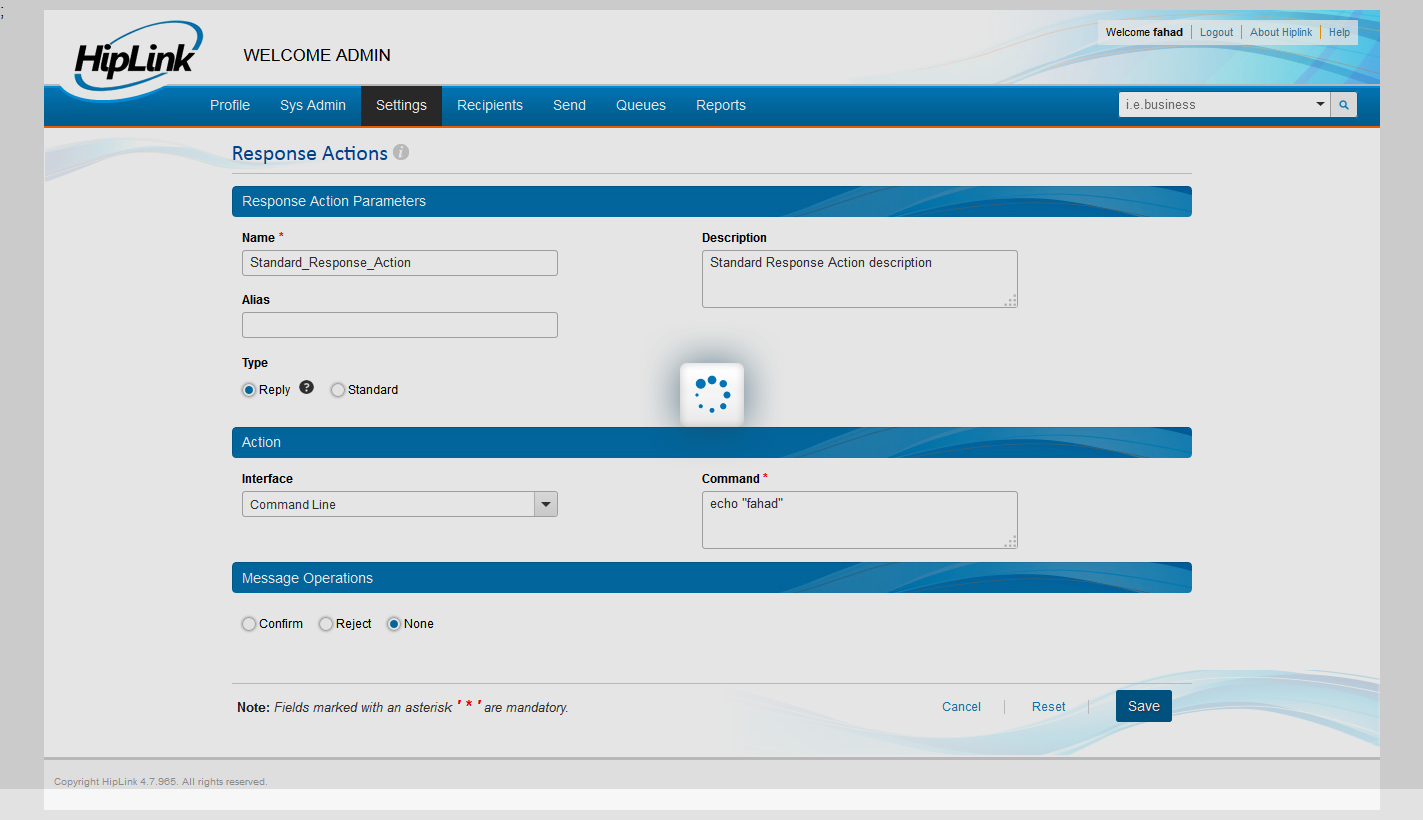 ;
HipLink
WELCOME ADMIN
Welcome fahad Logout About Hiplink Help
Profile Sys Admin Settings Recipients Send Queues Reports
i.e.business
Response Actions i
Response Action Parameters
Name * Description
Standard_Response_Action Standard Response Action description
Alias
Type
Reply ? Standard
Action
Interface Command *
Command Line echo "fahad"
Message Operations
Confirm Reject None
Note: Fields marked with an asterisk ' * ' are mandatory.
Cancel Reset Save
Copyright HipLink 4.7.965. All rights reserved.